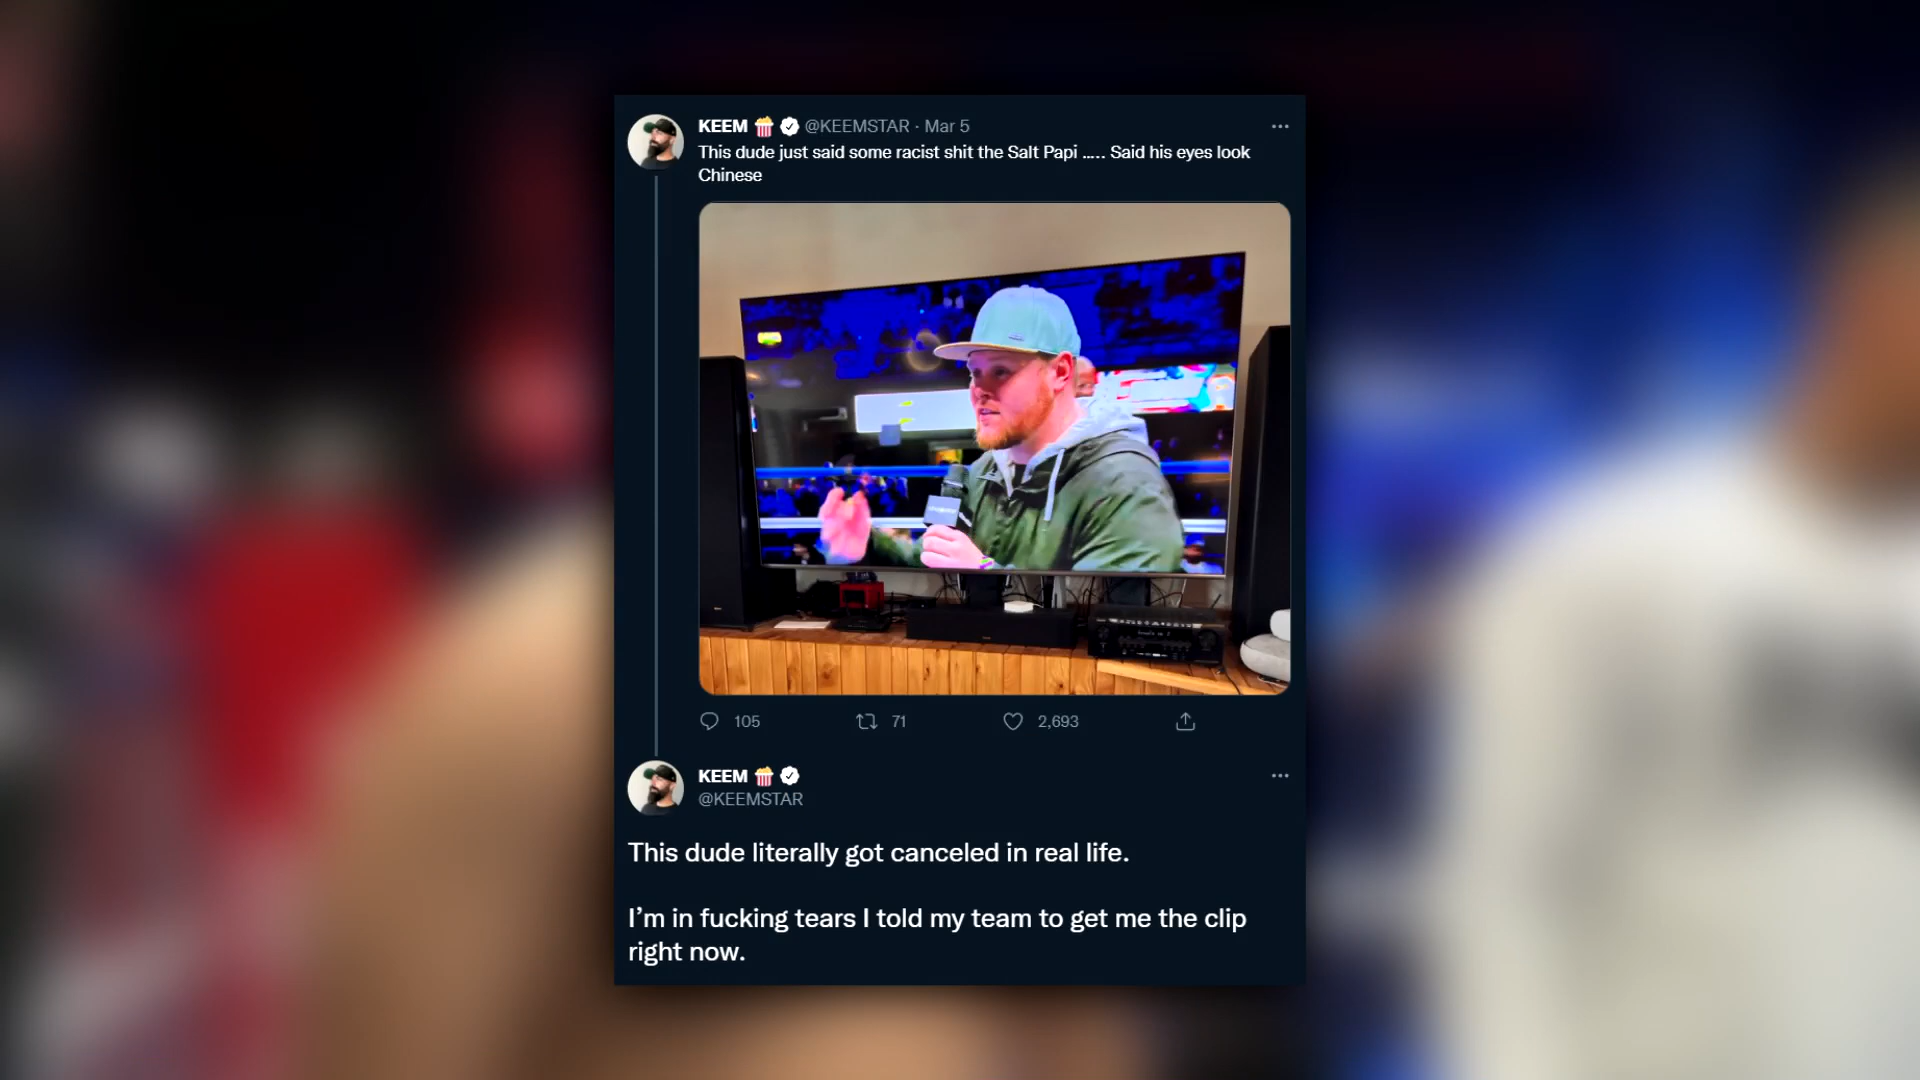 KEEM 🍿 @KEEMSTAR · Mar 5
This dude just said some racist shit the Salt Papi ..... Said his eyes look
Chinese
105 71 2,693
KEEM 🍿
@KEEMSTAR
This dude literally got canceled in real life.
I'm in fucking tears I told my team to get me the clip
right now.